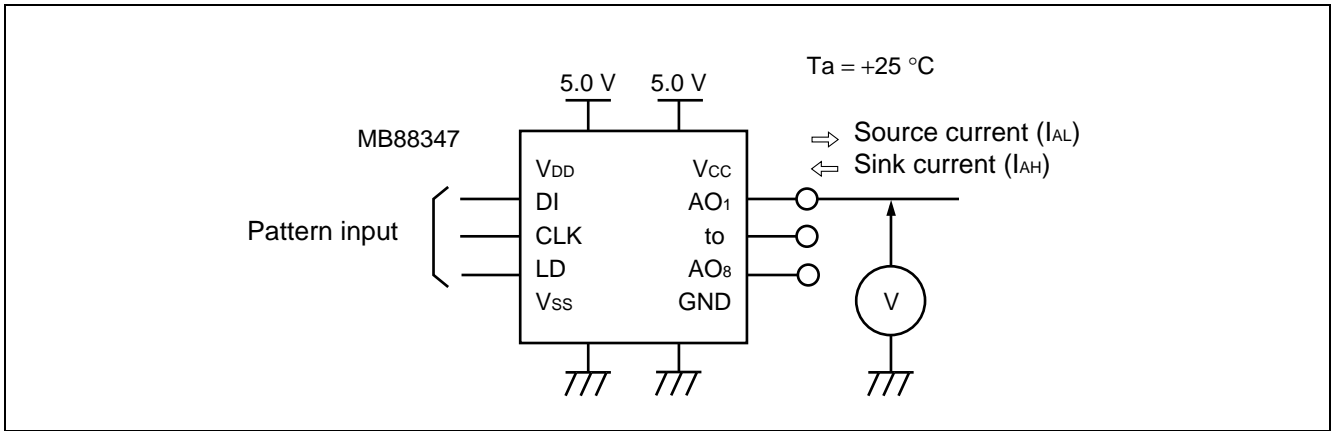 Ta = +25 °C
5.0 V 5.0 V
MB88347
⇨ Source current (IAL)
⇦ Sink current (IAH)
VDD VCC
DI AO1
Pattern input
CLK to
LD AO8
VSS GND
V